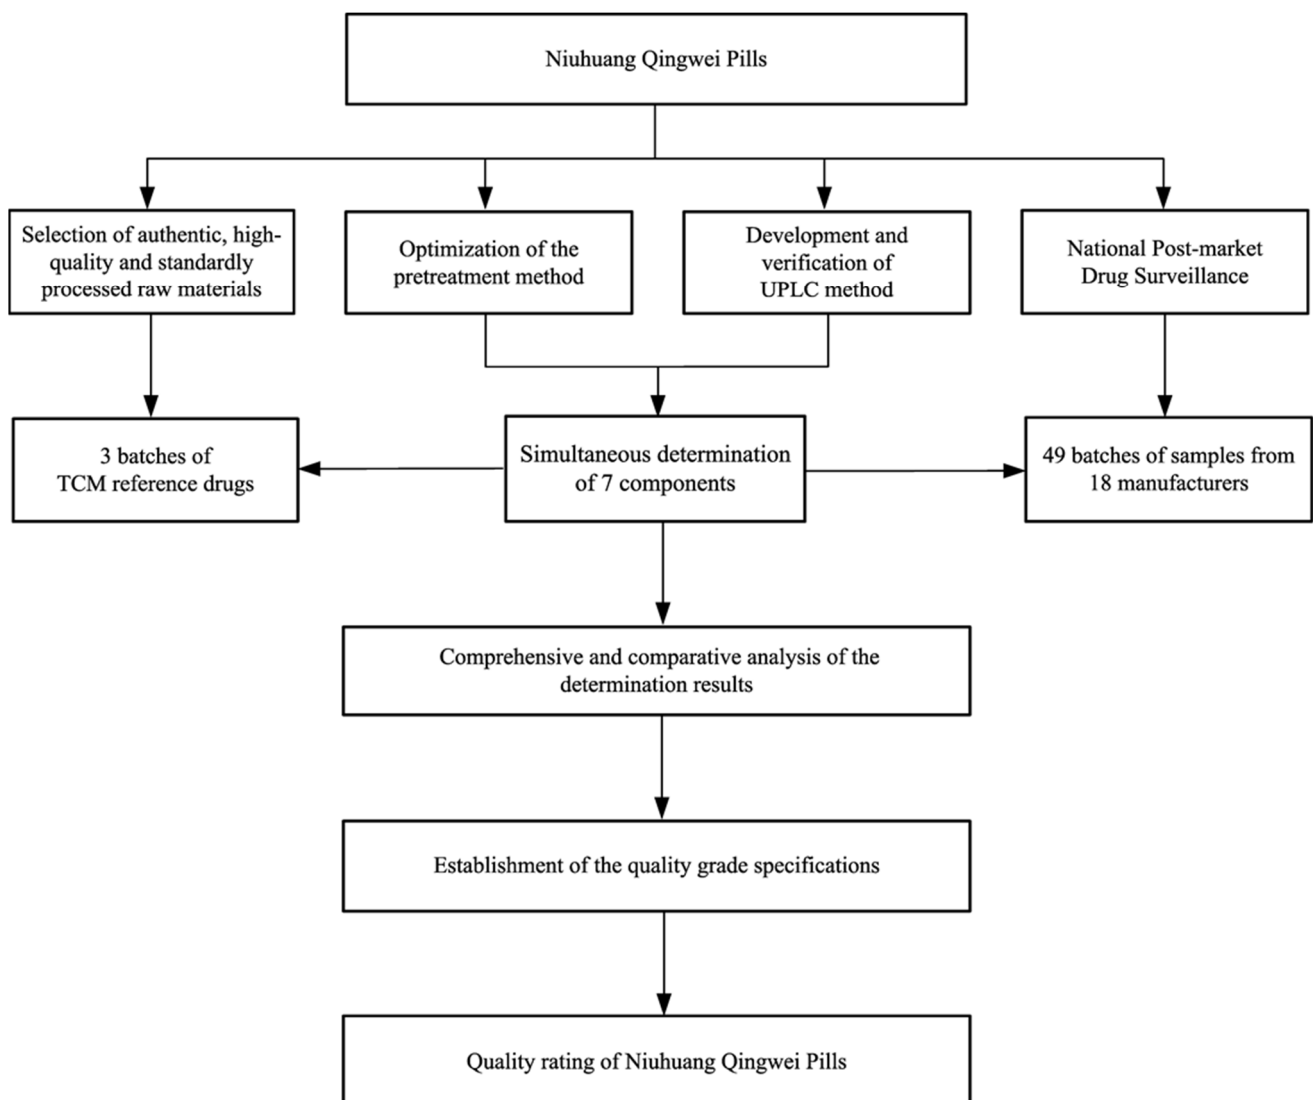 Niuhuang Qingwei Pills
Selection of authentic, high-
quality and standardly
processed raw materials
Optimization of the
pretreatment method
Development and
verification of
UPLC method
National Post-market
Drug Surveillance
3 batches of
TCM reference drugs
Simultaneous determination
of 7 components
49 batches of samples from
18 manufacturers
Comprehensive and comparative analysis of the
determination results
Establishment of the quality grade specifications
Quality rating of Niuhuang Qingwei Pills